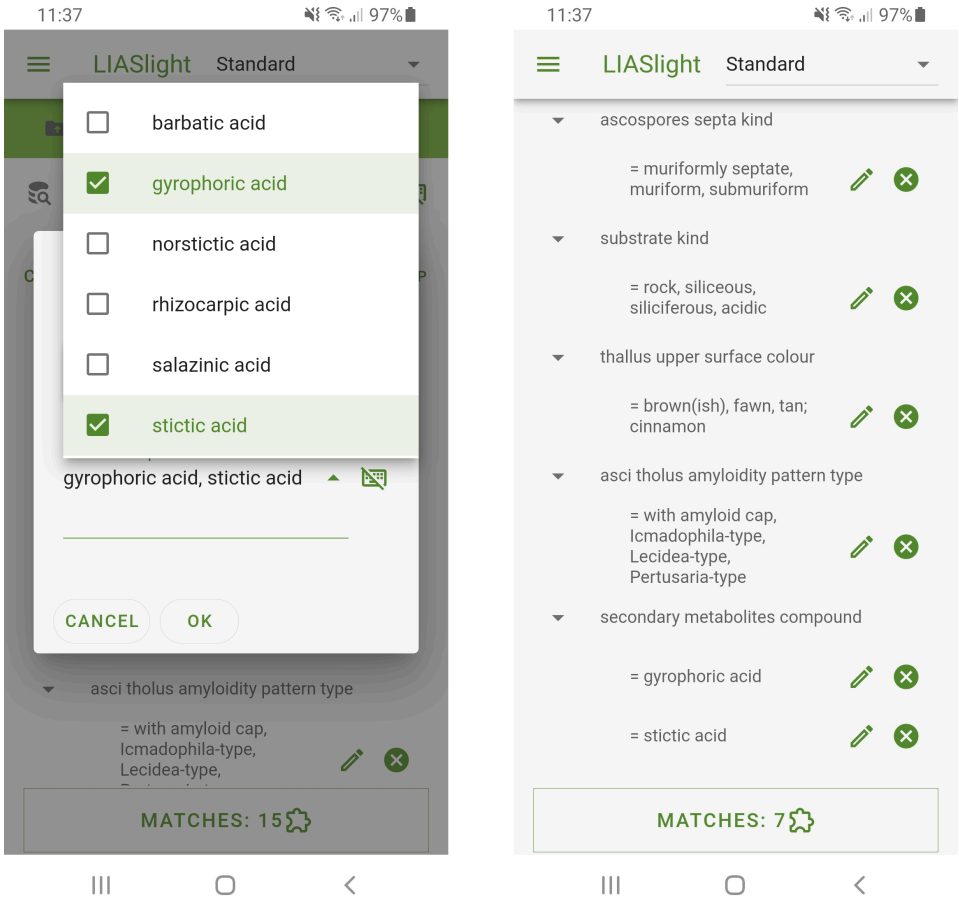 11:37
97%
LIASlight
Standard
barbatic acid
gyrophoric acid
norstictic acid
rhizocarpic acid
salazinic acid
stictic acid
gyrophoric acid, stictic acid
CANCEL
OK
asci tholus amyloidity pattern type
= with amyloid cap,
Icmadophila-type,
Lecidea-type,
MATCHES: 15
11:37
97%
LIASlight
Standard
ascospores septa kind
= muriformly septate,
muriform, submuriform
substrate kind
= rock, siliceous,
siliciferous, acidic
thallus upper surface colour
= brown(ish), fawn, tan;
cinnamon
asci tholus amyloidity pattern type
= with amyloid cap,
Icmadophila-type,
Lecidea-type,
Pertusaria-type
secondary metabolites compound
= gyrophoric acid
= stictic acid
MATCHES: 7